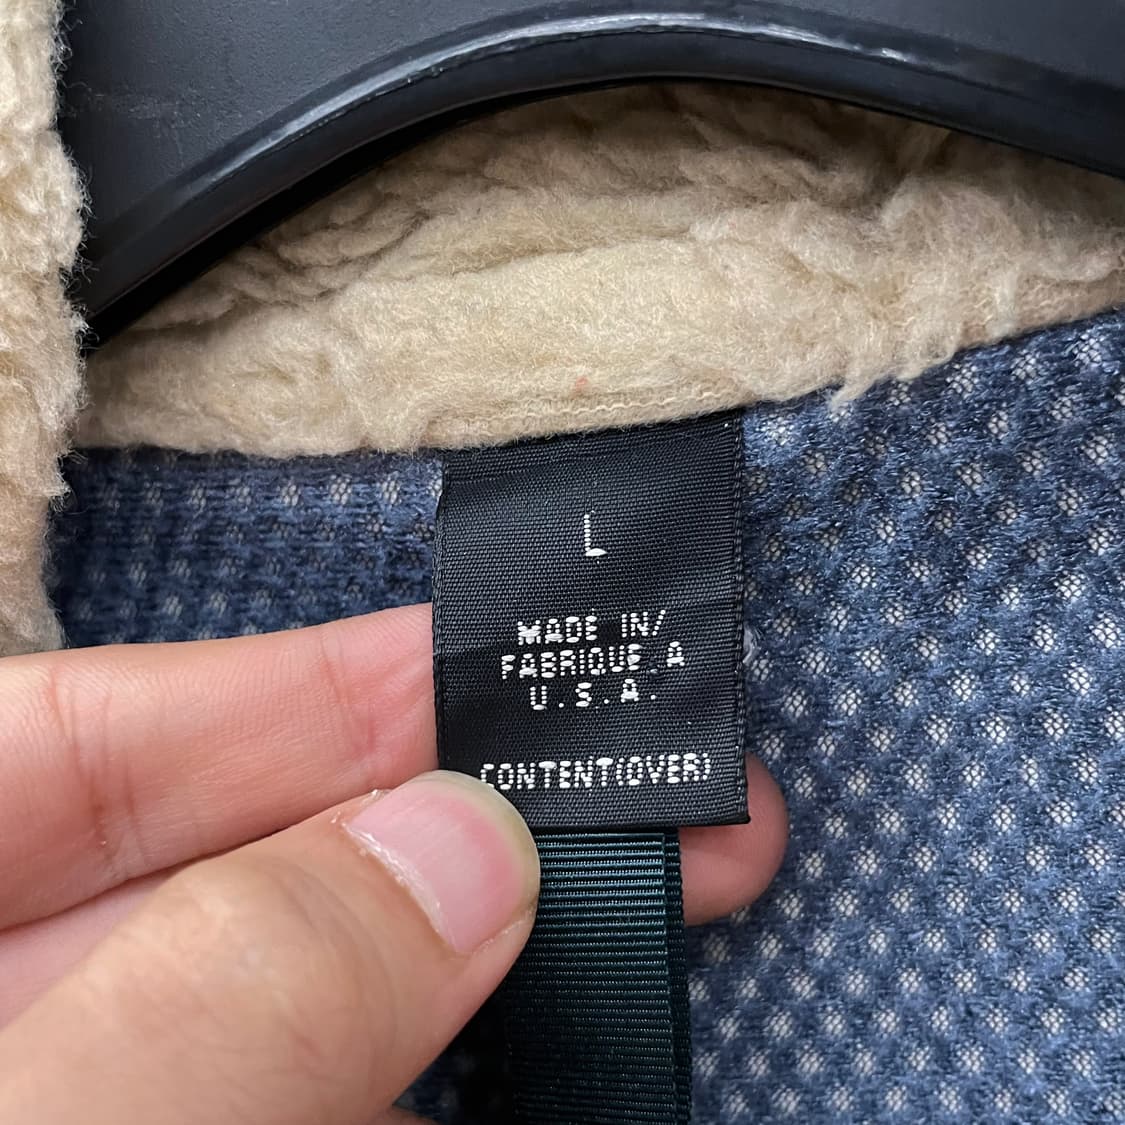 L
MADE IN/
FABRIQUE A
U.S.A.
CONTENT(OVER)